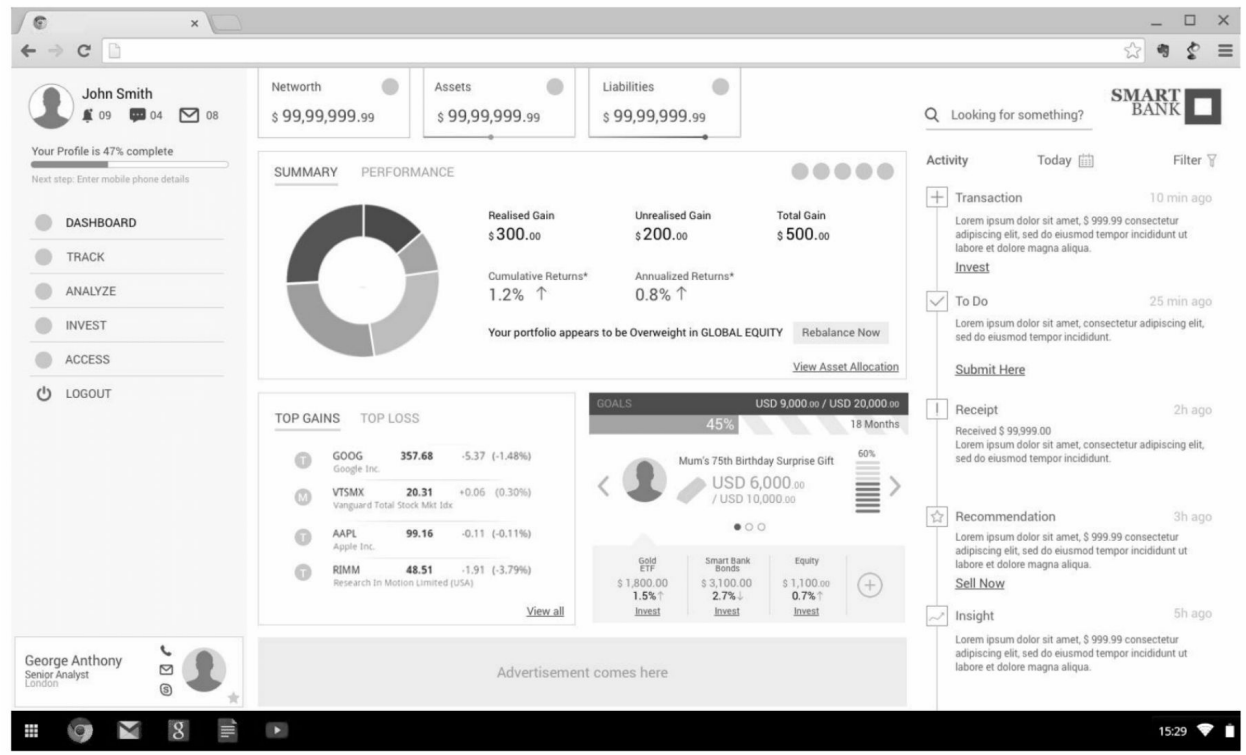 John Smith
09 04 08
Your Profile is 47% complete
Next step: Enter mobile phone details
DASHBOARD
TRACK
ANALYZE
INVEST
ACCESS
LOGOUT
George Anthony
Senior Analyst
London
Networth
$ 99,99,999.99
Assets
$ 99,99,999.99
Liabilities
$ 99,99,999.99
SUMMARY PERFORMANCE
Realised Gain Unrealised Gain Total Gain
$ 300.00 $ 200.00 $ 500.00
Cumulative Returns* Annualized Returns*
1.2% ↑ 0.8% ↑
Your portfolio appears to be Overweight in GLOBAL EQUITY Rebalance Now
View Asset Allocation
TOP GAINS TOP LOSS
T GOOG 357.68 -5.37 (-1.48%)
Google Inc.
M VTSMX 20.31 +0.06 (0.30%)
Vanguard Total Stock Mkt Idx
T AAPL 99.16 -0.11 (-0.11%)
Apple Inc.
T RIMM 48.51 -1.91 (-3.79%)
Research In Motion Limited (USA)
View all
GOALS USD 9,000.00 / USD 20,000.00
45% 18 Months
Mum's 75th Birthday Surprise Gift 60%
USD 6,000.00
/ USD 10,000.00
Gold
ETF
$ 1,800.00
1.5%↑
Invest
Smart Bank
Bonds
$ 3,100.00
2.7%↓
Invest
Equity
$ 1,100.00
0.7%↑
Invest
Advertisement comes here
Looking for something?
SMART
BANK
Activity Today Filter
Transaction 10 min ago
Lorem ipsum dolor sit amet, $ 999.99 consectetur
adipiscing elit, sed do eiusmod tempor incididunt ut
labore et dolore magna aliqua.
Invest
To Do 25 min ago
Lorem ipsum dolor sit amet, consectetur adipiscing elit,
sed do eiusmod tempor incididunt.
Submit Here
Receipt 2h ago
Received $ 99,999.00
Lorem ipsum dolor sit amet, consectetur adipiscing elit,
sed do eiusmod tempor incididunt.
Recommendation 3h ago
Lorem ipsum dolor sit amet, $ 999.99 consectetur
adipiscing elit, sed do eiusmod tempor incididunt ut
labore et dolore magna aliqua.
Sell Now
Insight 5h ago
Lorem ipsum dolor sit amet, $ 999.99 consectetur
adipiscing elit, sed do eiusmod tempor incididunt ut
labore et dolore magna aliqua.
8
15:29